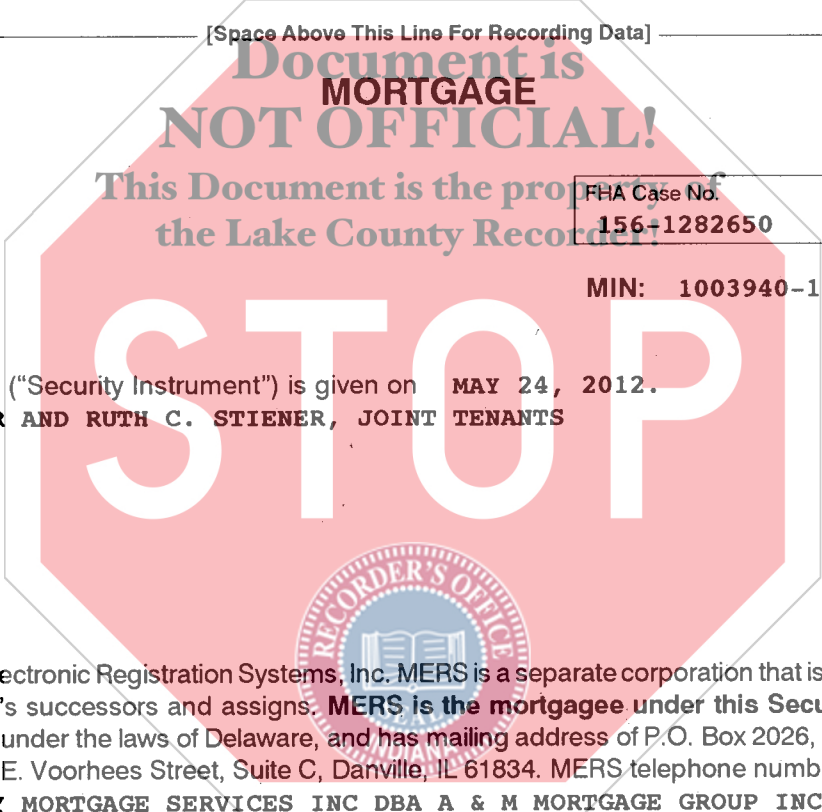 [Space Above This Line For Recording Data]
Document is
MORTGAGE
NOT OFFICIAL!
This Document is the property of
FHA Case No.
the Lake County Recorder!
156-1282650
MIN: 1003940-1
STOP
("Security Instrument") is given on MAY 24, 2012.
R AND RUTH C. STIENER, JOINT TENANTS
RECORDER'S OFFICE
ectronic Registration Systems, Inc. MERS is a separate corporation that is
's successors and assigns. MERS is the mortgagee under this Secu
under the laws of Delaware, and has mailing address of P.O. Box 2026,
E. Voorhees Street, Suite C, Danville, IL 61834. MERS telephone numb
INDIANA
MORTGAGE SERVICES INC DBA A & M MORTGAGE GROUP INC